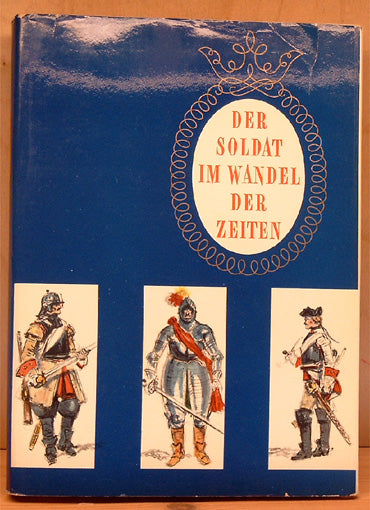 DER
SOLDAT
IM WANDEL
DER
ZEITEN